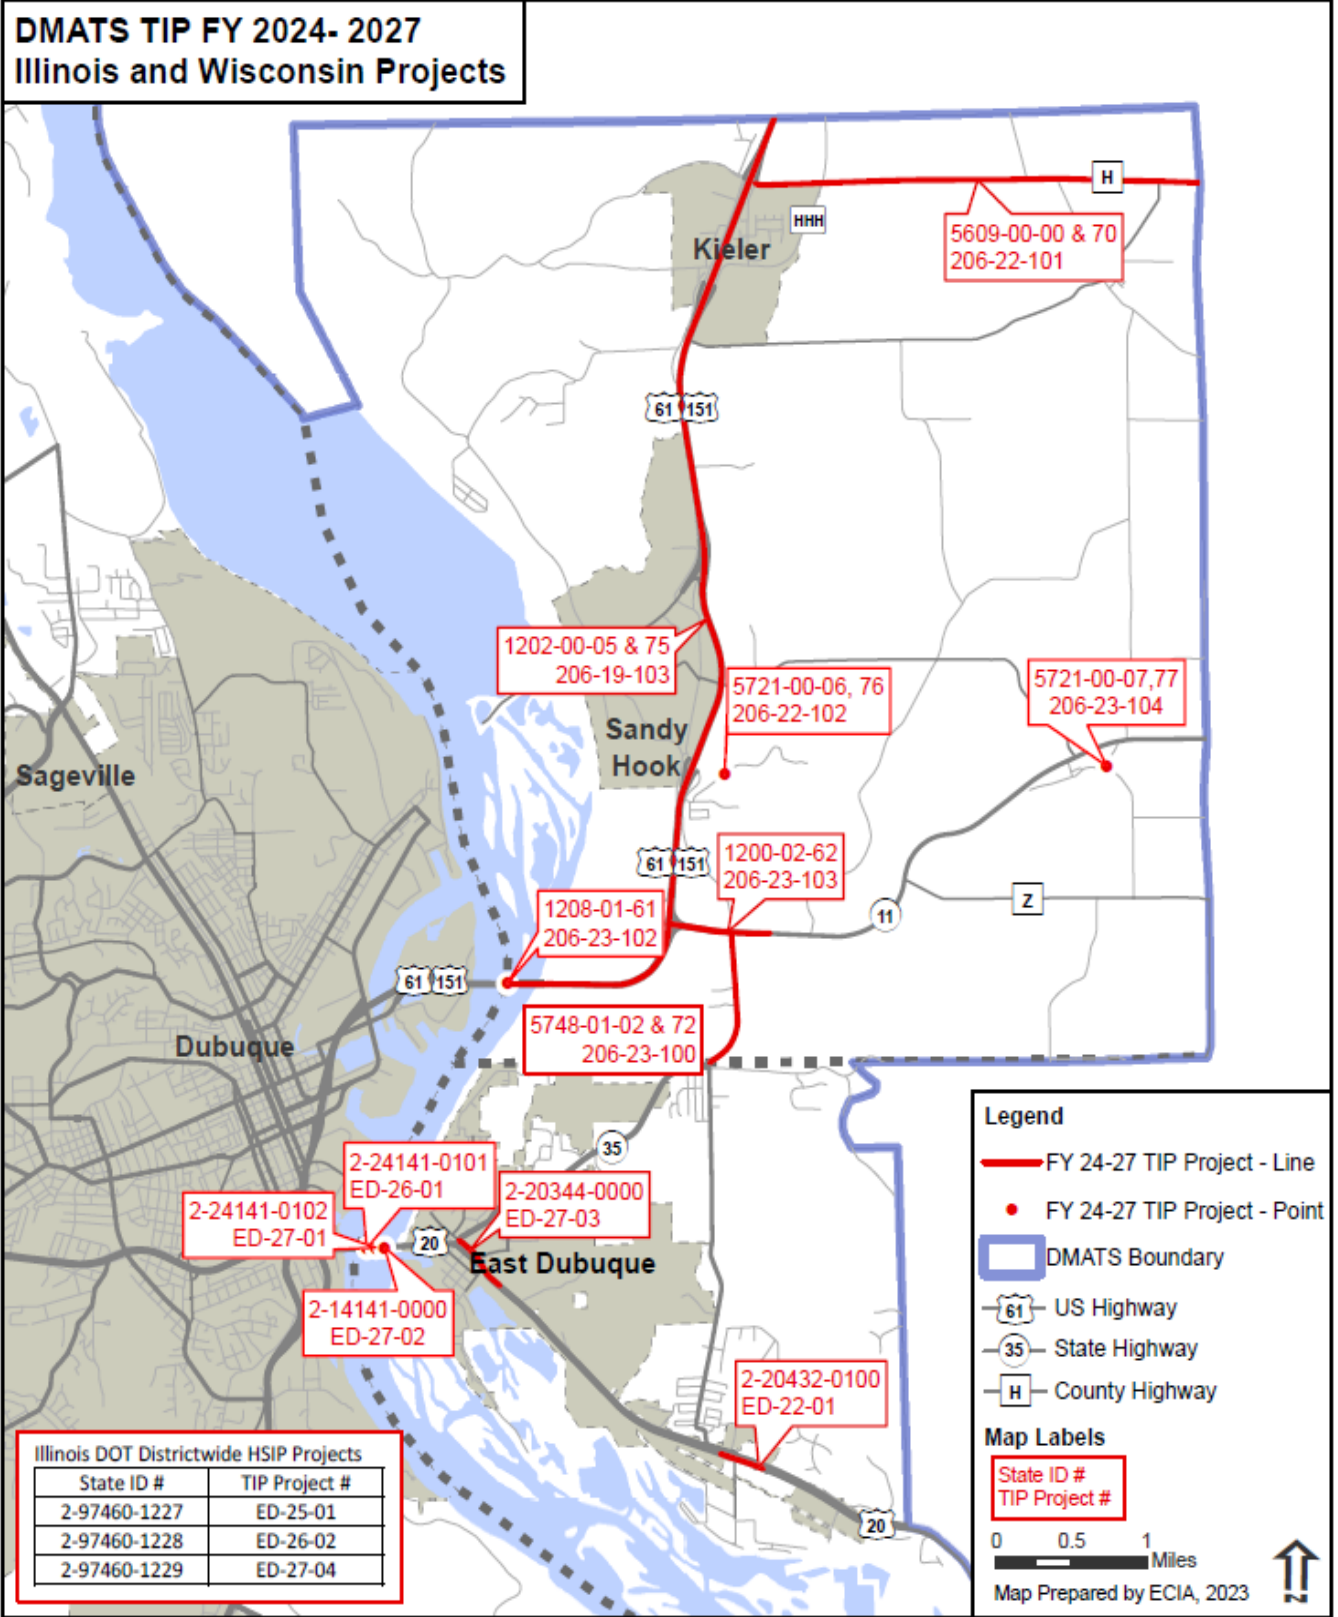 DMATS TIP FY 2024- 2027
Illinois and Wisconsin Projects
H
HHH
Kieler
5609-00-00 & 70
206-22-101
61 151
1202-00-05 & 75
206-19-103
5721-00-06, 76
206-22-102
5721-00-07,77
206-23-104
Sandy
Hook
Sageville
61 151
1200-02-62
206-23-103
Z
11
1208-01-61
206-23-102
61 151
5748-01-02 & 72
206-23-100
Dubuque
35
2-24141-0101
ED-26-01
2-20344-0000
ED-27-03
2-24141-0102
ED-27-01
20
East Dubuque
2-14141-0000
ED-27-02
2-20432-0100
ED-22-01
20
Illinois DOT Districtwide HSIP Projects
State ID # TIP Project #
2-97460-1227 ED-25-01
2-97460-1228 ED-26-02
2-97460-1229 ED-27-04
Legend
FY 24-27 TIP Project - Line
FY 24-27 TIP Project - Point
DMATS Boundary
61 US Highway
35 State Highway
H County Highway
Map Labels
State ID #
TIP Project #
0 0.5 1
Miles
Map Prepared by ECIA, 2023
N